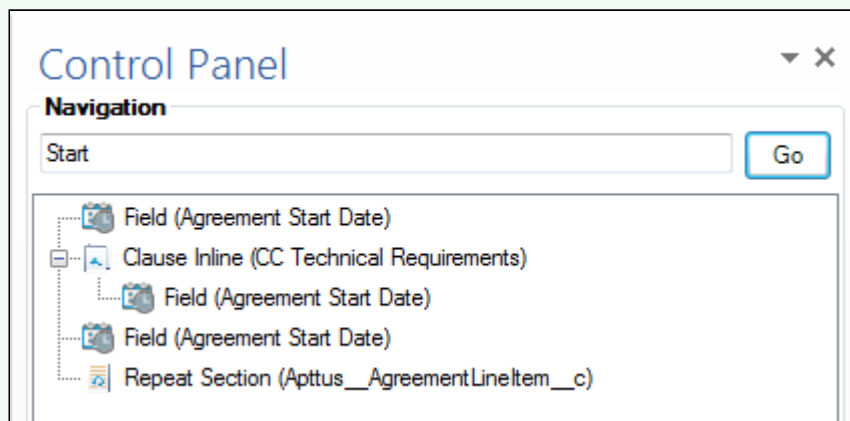 Control Panel
Navigation
Start
Go
Field (Agreement Start Date)
Clause Inline (CC Technical Requirements)
Field (Agreement Start Date)
Field (Agreement Start Date)
Repeat Section (Apttus__AgreementLineItem__c)